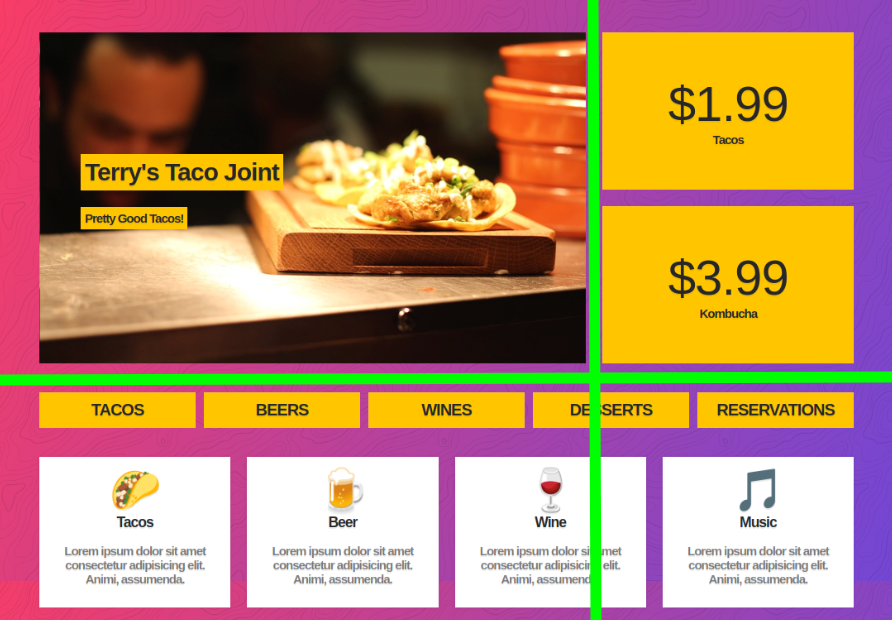 Terry's Taco Joint
Pretty Good Tacos!
$1.99
Tacos
$3.99
Kombucha
TACOS
BEERS
WINES
DESSERTS
RESERVATIONS
Tacos
Lorem ipsum dolor sit amet
consectetur adipisicing elit.
Animi, assumenda.
Beer
Lorem ipsum dolor sit amet
consectetur adipisicing elit.
Animi, assumenda.
Wine
Lorem ipsum dolor sit amet
consectetur adipisicing elit.
Animi, assumenda.
Music
Lorem ipsum dolor sit amet
consectetur adipisicing elit.
Animi, assumenda.